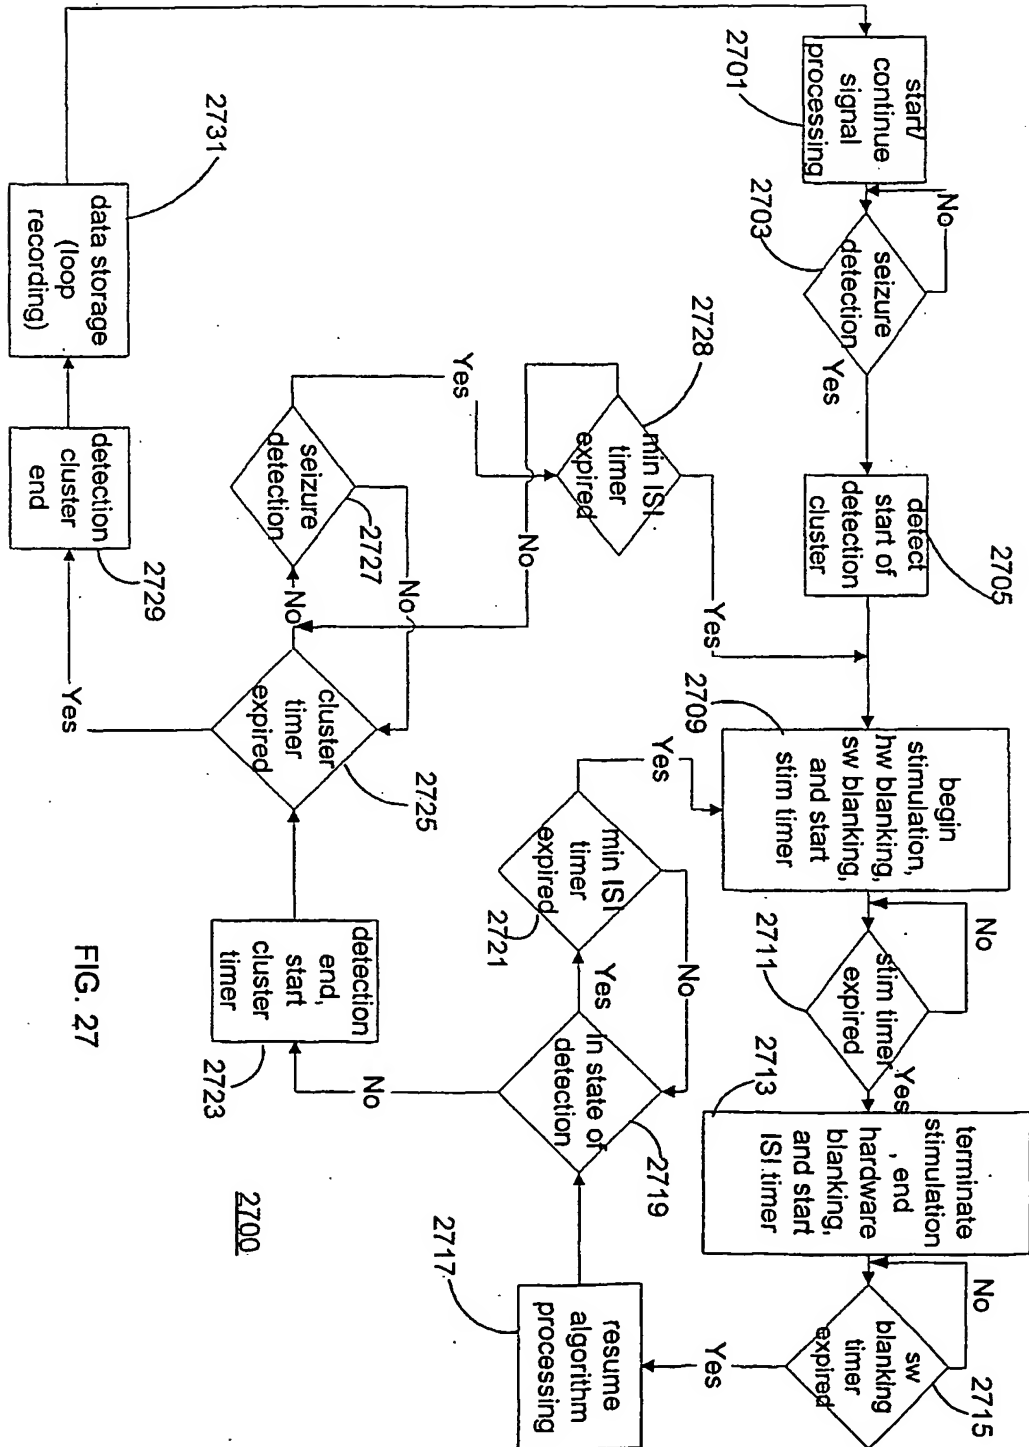 start/
continue
signal
processing
2701
No
seizure
detection
2703
Yes
detect
start of
detection
cluster
2705
begin
stimulation,
hw blanking,
sw blanking,
and start
stim timer
2709
No
stim timer
expired
2711
Yes
terminate
stimulation
, end
hardware
blanking,
and start
ISI timer
2713
No
sw
blanking
timer
expired
2715
Yes
resume
algorithm
processing
2717
in state of
detection
2719
Yes
No
min ISI
timer
expired
2721
Yes
No
detection
end,
start
cluster
timer
2723
cluster
timer
expired
2725
No
Yes
seizure
detection
2727
No
Yes
min ISI
timer
expired
2728
Yes
No
detection
cluster
end
2729
data storage
(loop
recording)
2731
2700
FIG. 27